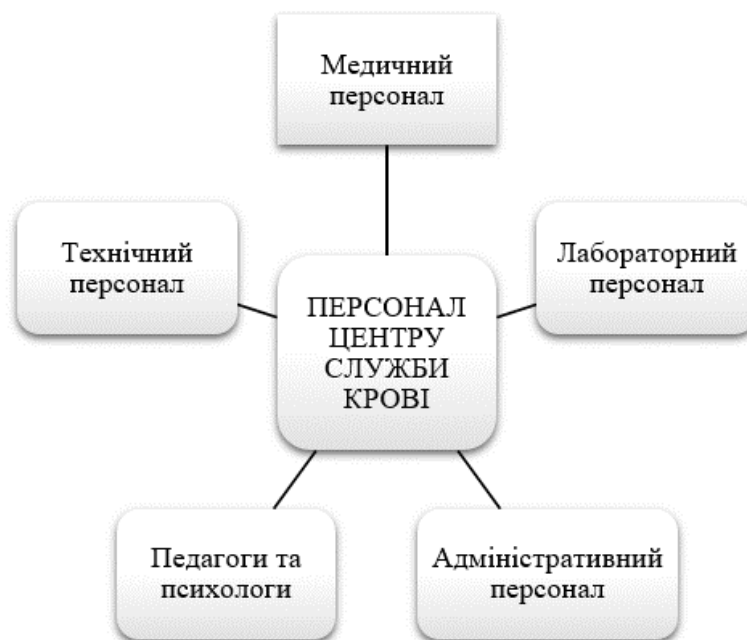 Медичний
персонал
Технічний
персонал
Лабораторний
персонал
ПЕРСОНАЛ
ЦЕНТРУ
СЛУЖБИ
КРОВІ
Педагоги та
психологи
Адміністративний
персонал